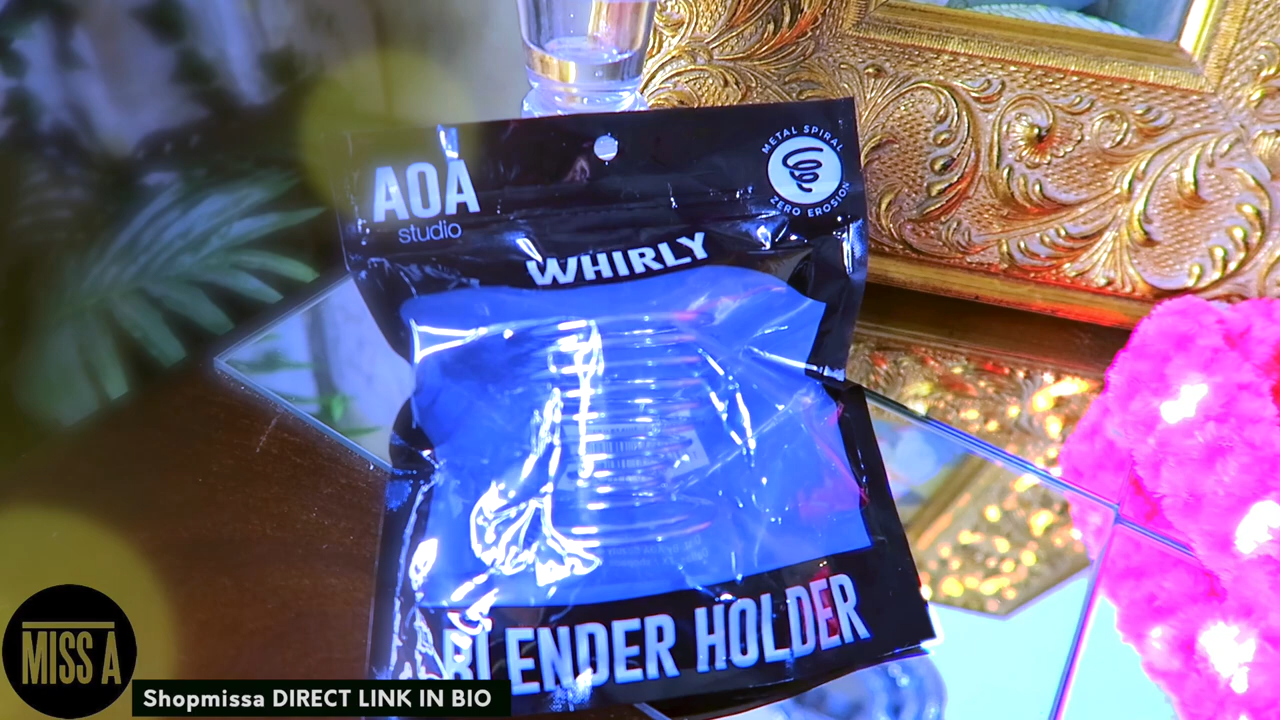 AOA
studio
METAL SPIRAL
ZERO EROSION
WHIRLY
BLENDER HOLDER
MISS A
Shopmissa DIRECT LINK IN BIO